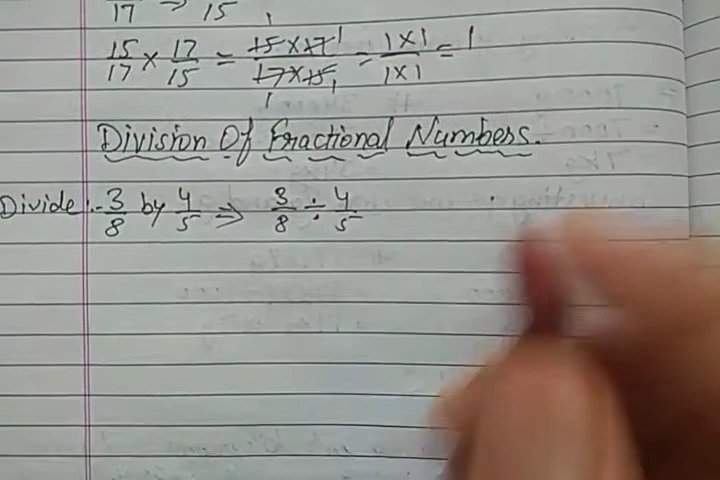 17 ⇒ 15
15/17 × 17/15 = 15×17/17×15 = 1×1/1×1 = 1
Division Of Fractional Numbers.
Divide:- 3/8 by 4/5 ⇒ 3/8 ÷ 4/5